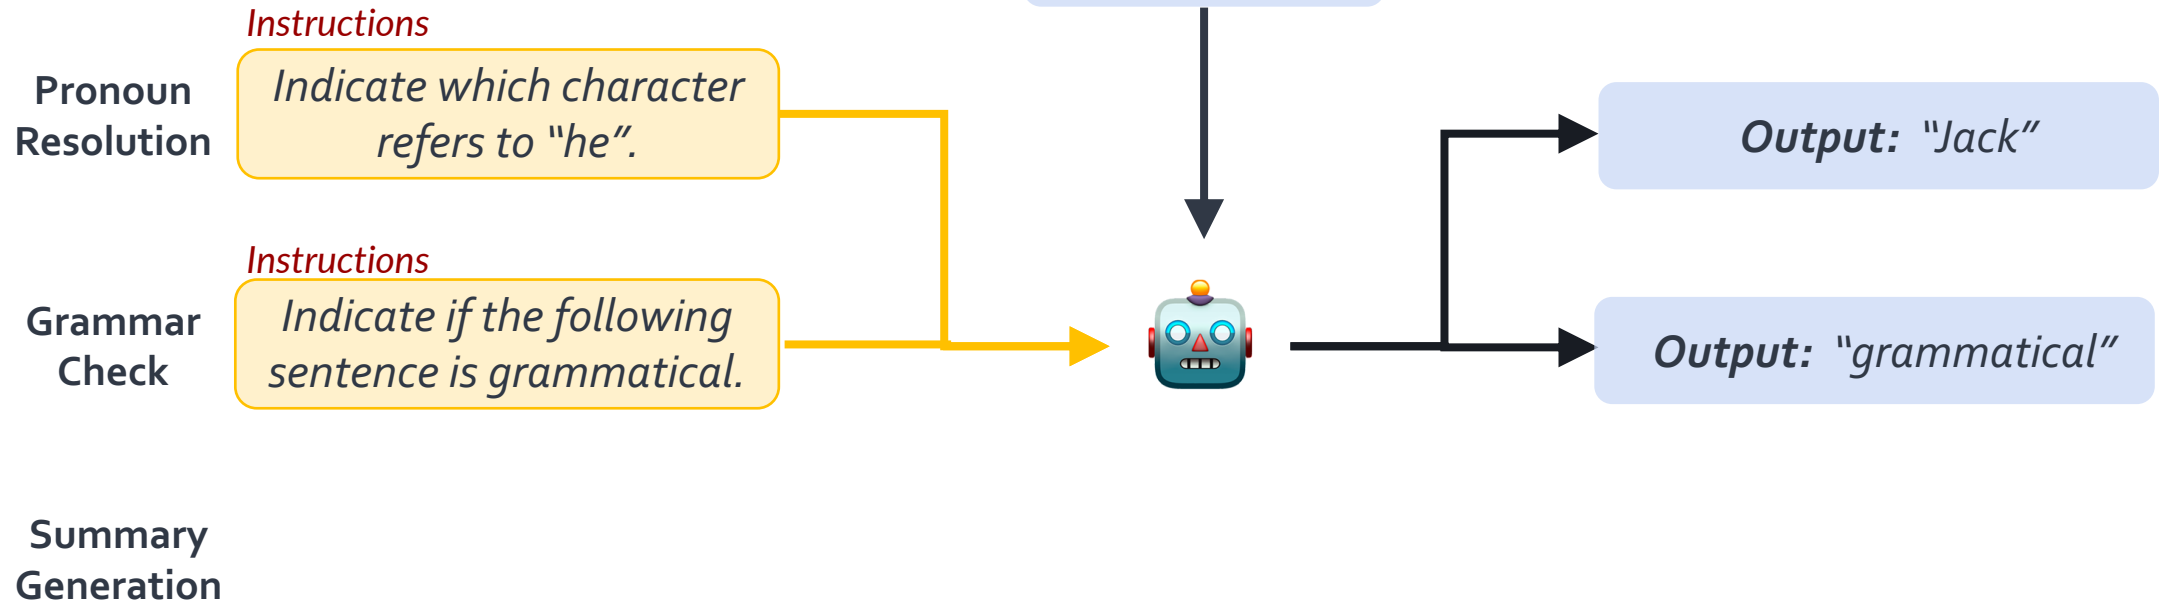 Instructions
Pronoun
Resolution
Indicate which character
refers to “he”.
Output: “Jack”
Instructions
Grammar
Check
Indicate if the following
sentence is grammatical.
Output: “grammatical”
Summary
Generation